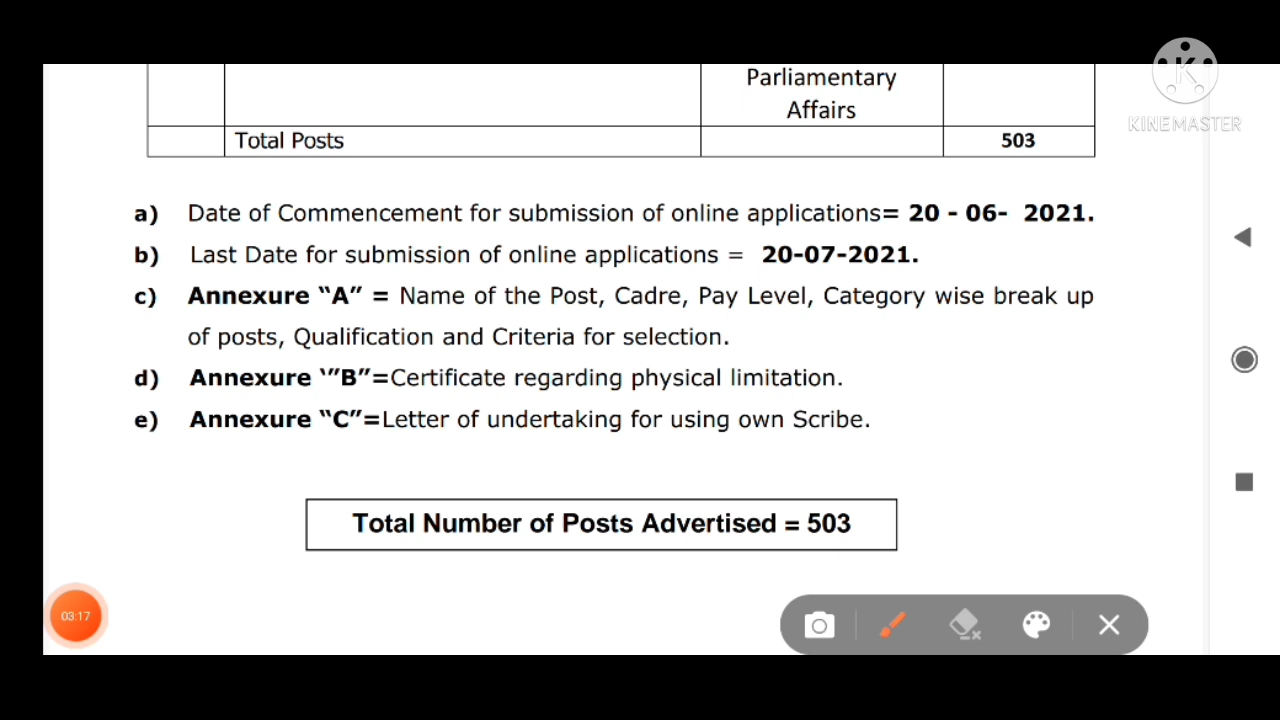 Parliamentary
Affairs
KINEMASTER
Total Posts 503
a) Date of Commencement for submission of online applications= 20 - 06- 2021.
b) Last Date for submission of online applications = 20-07-2021.
c) Annexure “A” = Name of the Post, Cadre, Pay Level, Category wise break up
of posts, Qualification and Criteria for selection.
d) Annexure ‘”B”=Certificate regarding physical limitation.
e) Annexure “C”=Letter of undertaking for using own Scribe.
Total Number of Posts Advertised = 503
03:17